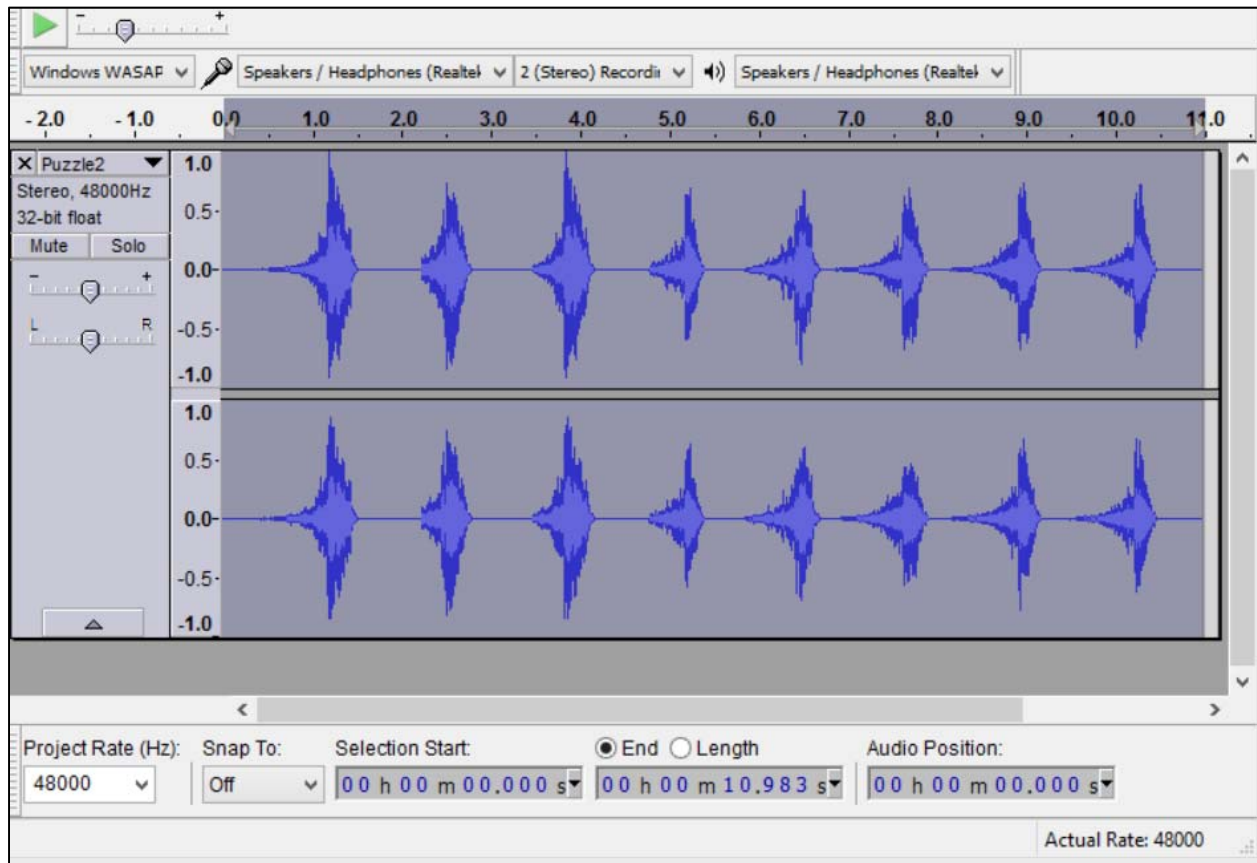 - +
Windows WASAP Speakers / Headphones (Realtek 2 (Stereo) Recordin Speakers / Headphones (Realtek
- 2.0 - 1.0 0.0 1.0 2.0 3.0 4.0 5.0 6.0 7.0 8.0 9.0 10.0 11.0
X Puzzle2 1.0
Stereo, 48000Hz
32-bit float 0.5-
Mute Solo
- + 0.0-
L R -0.5-
-1.0
1.0
0.5-
0.0-
-0.5-
-1.0
Project Rate (Hz): Snap To: Selection Start: End Length Audio Position:
48000 Off 00 h 00 m 00.000 s 00 h 00 m 10.983 s 00 h 00 m 00.000 s
Actual Rate: 48000